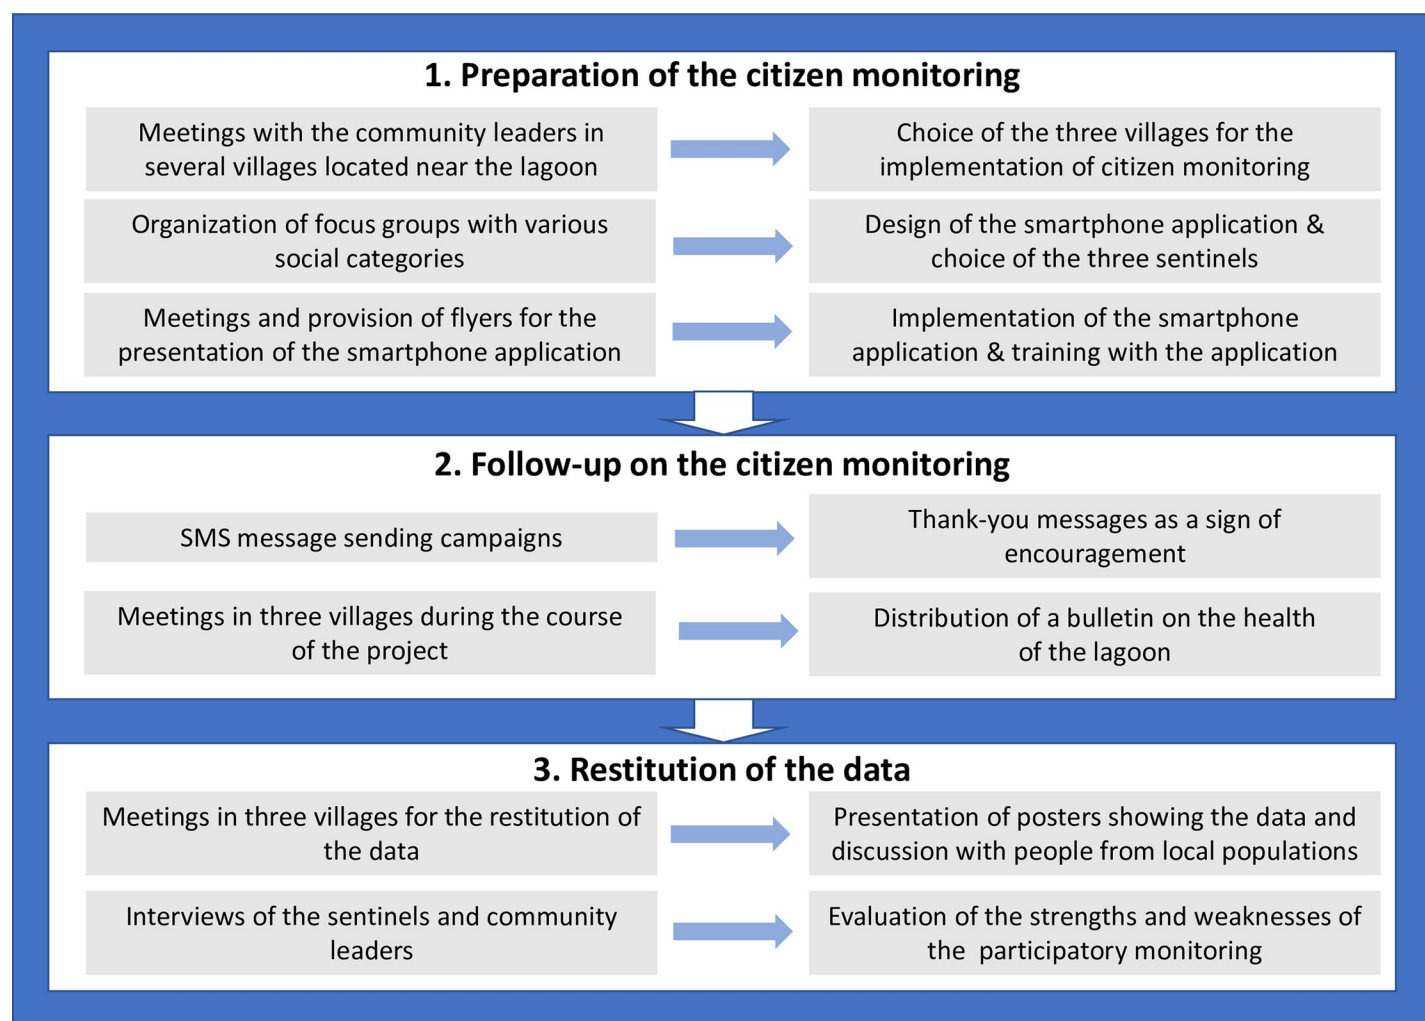 1. Preparation of the citizen monitoring
Meetings with the community leaders in
several villages located near the lagoon
Choice of the three villages for the
implementation of citizen monitoring
Organization of focus groups with various
social categories
Design of the smartphone application &
choice of the three sentinels
Meetings and provision of flyers for the
presentation of the smartphone application
Implementation of the smartphone
application & training with the application
2. Follow-up on the citizen monitoring
SMS message sending campaigns
Thank-you messages as a sign of
encouragement
Meetings in three villages during the course
of the project
Distribution of a bulletin on the health
of the lagoon
3. Restitution of the data
Meetings in three villages for the restitution of
the data
Presentation of posters showing the data and
discussion with people from local populations
Interviews of the sentinels and community
leaders
Evaluation of the strengths and weaknesses of
the  participatory monitoring